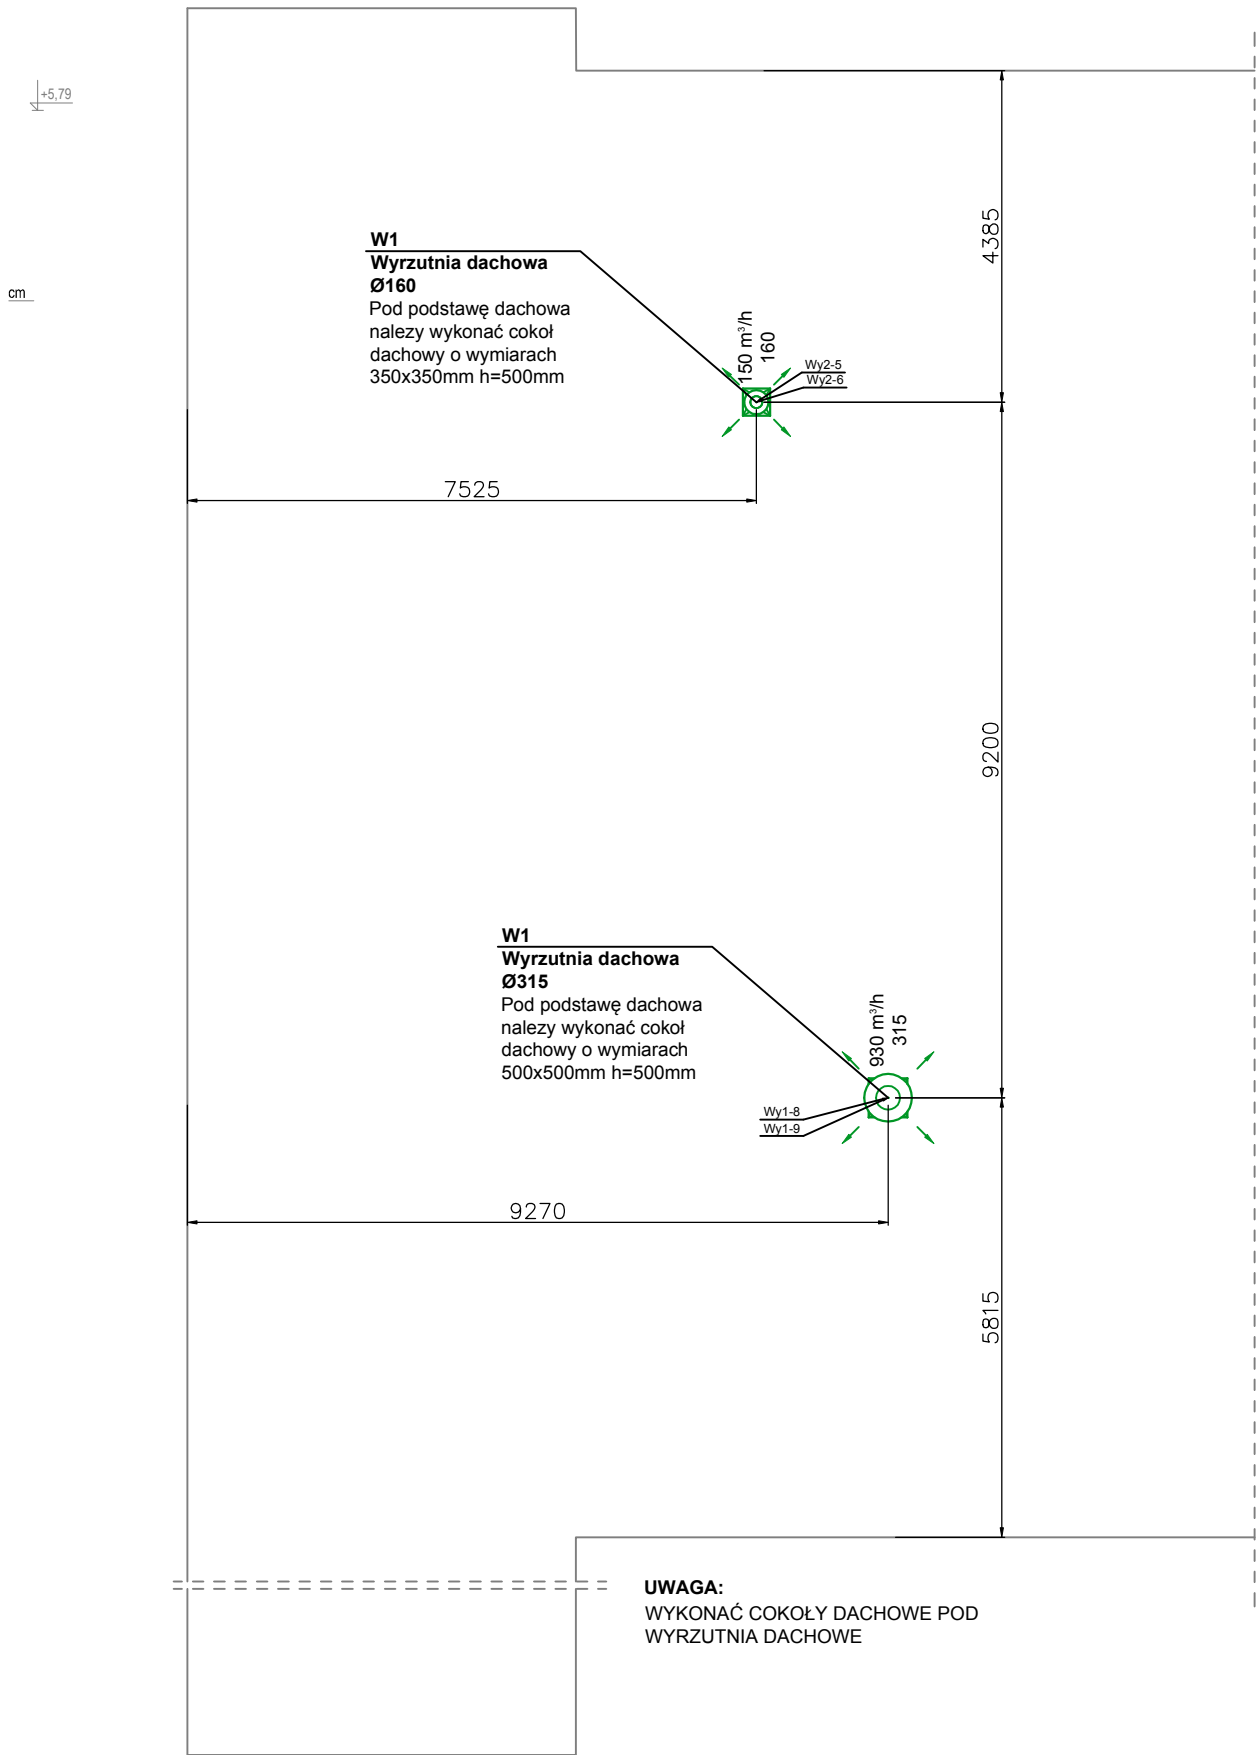 +5,79
cm
W1
Wyrzutnia dachowa
Ø160
Pod podstawę dachowa
nalezy wykonać cokoł
dachowy o wymiarach
350x350mm h=500mm
150 m³/h
160
Wy2-5
Wy2-6
4385
7525
9200
W1
Wyrzutnia dachowa
Ø315
Pod podstawę dachowa
nalezy wykonać cokoł
dachowy o wymiarach
500x500mm h=500mm
930 m³/h
315
Wy1-8
Wy1-9
9270
5815
UWAGA:
WYKONAĆ COKOŁY DACHOWE POD
WYRZUTNIA DACHOWE